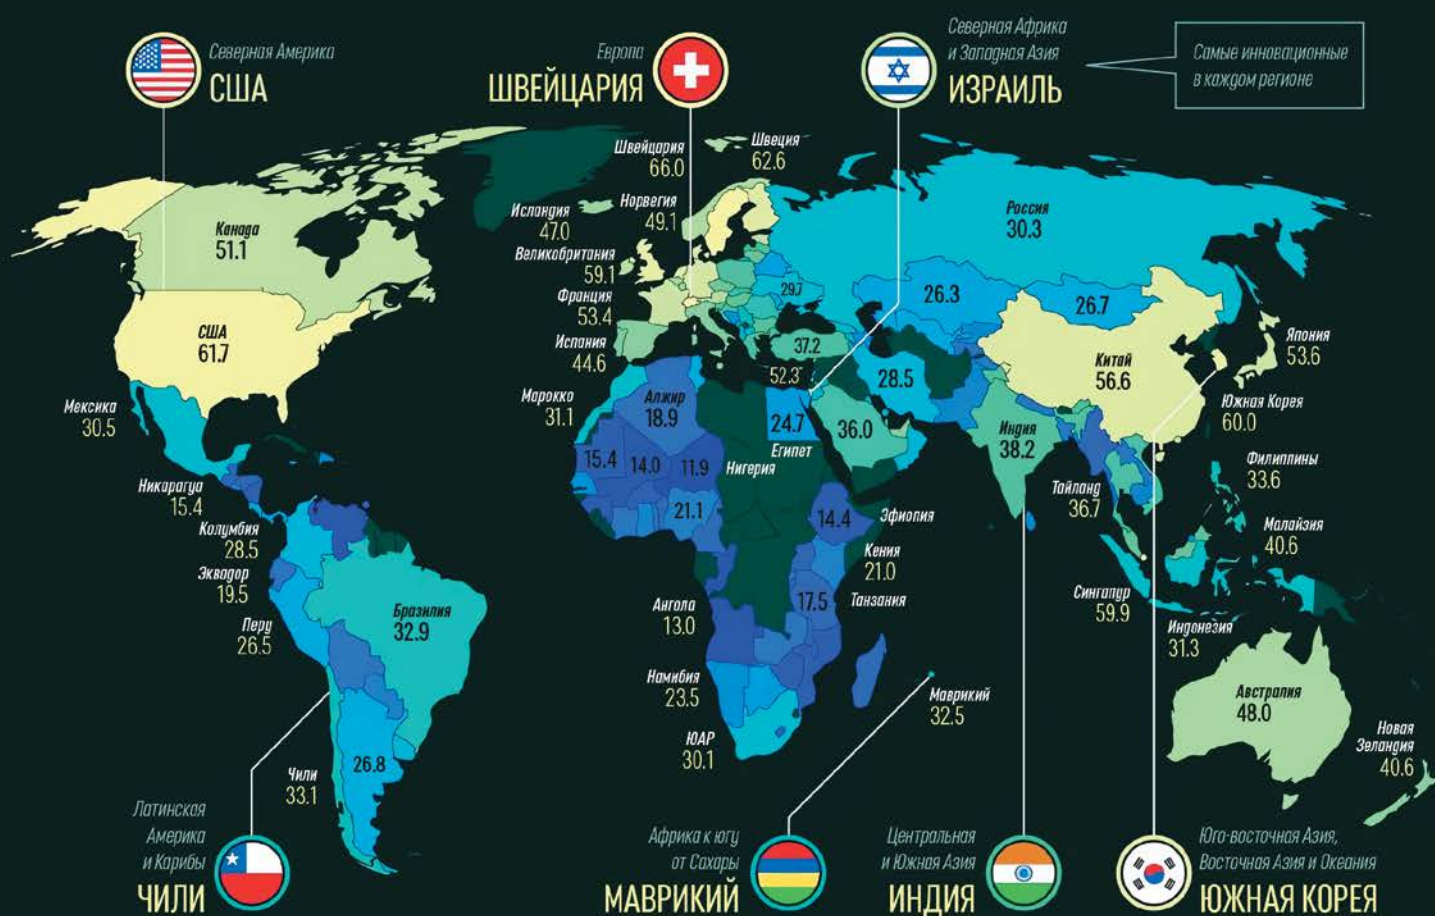 Северная Америка
США
Европа
ШВЕЙЦАРИЯ
Северная Африка
и Западная Азия
ИЗРАИЛЬ
Самые инновационные
в каждом регионе
Швейцария
66.0
Швеция
62.6
Исландия
47.0
Норвегия
49.1
Великобритания
59.1
Франция
53.4
Испания
44.6
Канада
51.1
США
61.7
Россия
30.3
29.7
26.3
26.7
Япония
53.6
Китай
56.6
Южная Корея
60.0
37.2
52.3
28.5
Мексика
30.5
Марокко
31.1
Алжир
18.9
24.7
Египет
36.0
Индия
38.2
15.4
14.0
11.9
Нигерия
21.1
Никарагуа
15.4
Колумбия
28.5
Эквадор
19.5
Перу
26.5
Бразилия
32.9
14.4
Эфиопия
Кения
21.0
17.5
Танзания
Ангола
13.0
Намибия
23.5
ЮАР
30.1
Маврикий
32.5
Тайланд
36.7
Филиппины
33.6
Малайзия
40.6
Сингапур
59.9
Индонезия
31.3
Австралия
48.0
Новая
Зеландия
40.6
26.8
Чили
33.1
Латинская
Америка
и Карибы
ЧИЛИ
Африка к югу
от Сахары
МАВРИКИЙ
Центральная
и Южная Азия
ИНДИЯ
Юго-восточная Азия,
Восточная Азия и Океания
ЮЖНАЯ КОРЕЯ